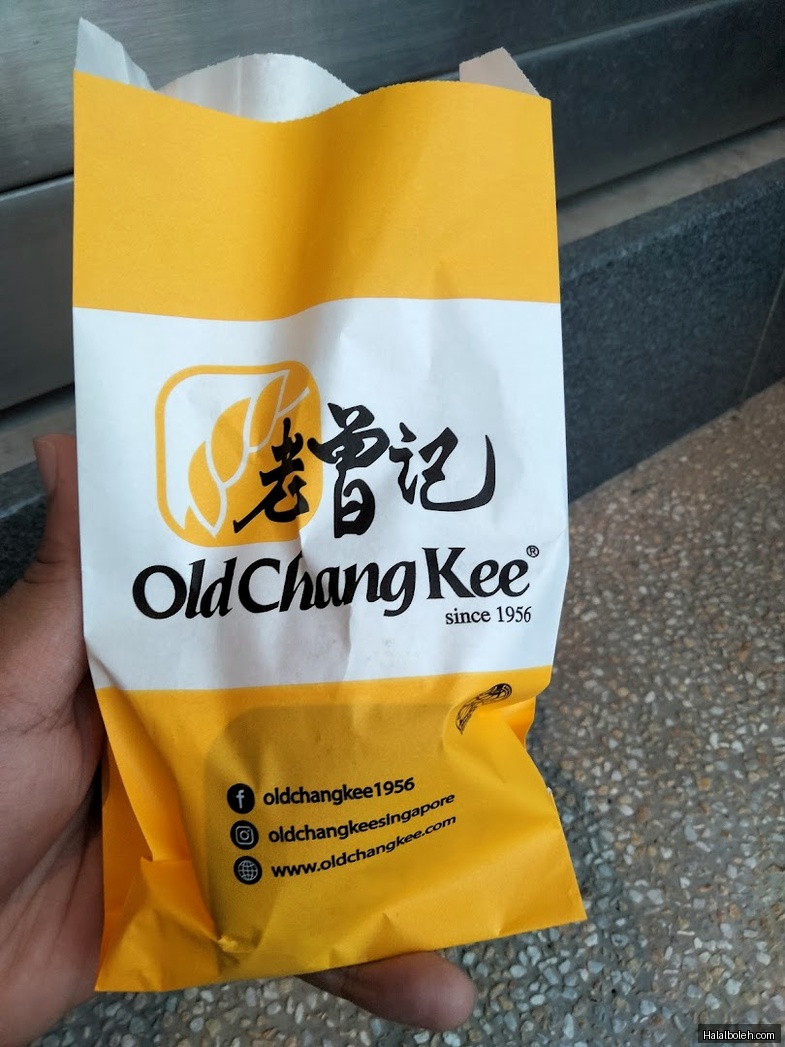 老曾记
Old Chang Kee®
since 1956
oldchangkee1956
oldchangkeesingapore
www.oldchangkee.com
Halalboleh.com